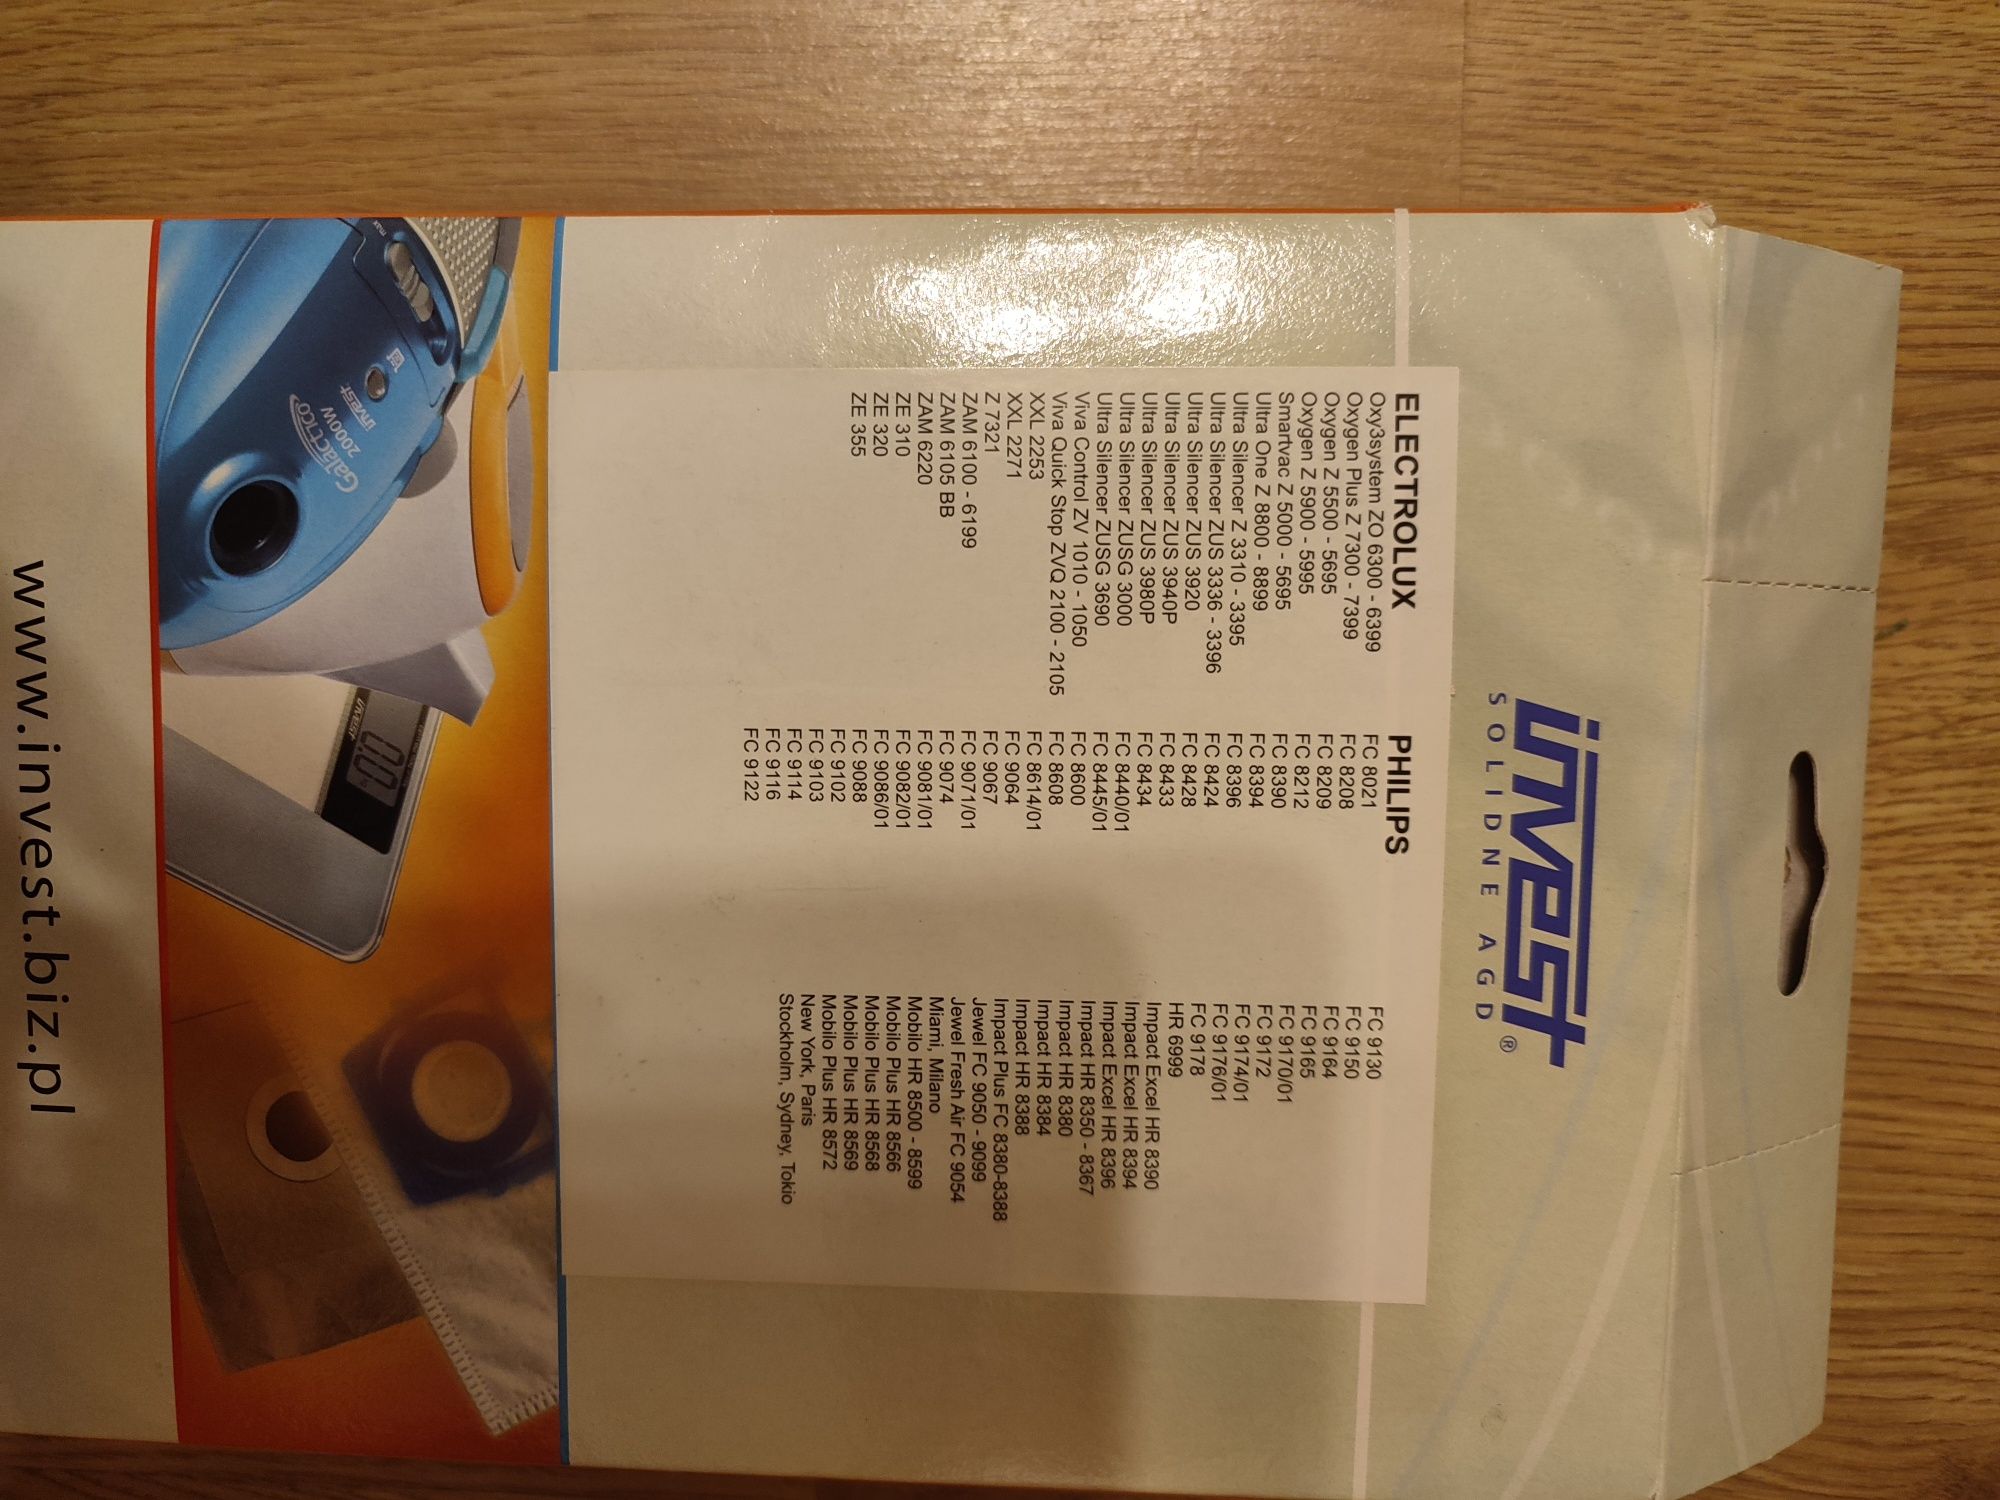 invest®
SOLIDNE AGD
ELECTROLUX
Oxy3system ZO 6300 - 6399
Oxygen Plus Z 7300 - 7399
Oxygen Z 5500 - 5695
Oxygen Z 5900 - 5995
Smartvac Z 5000 - 5695
Ultra One Z 8800 - 8899
Ultra Silencer Z 3310 - 3395
Ultra Silencer ZUS 3336 - 3396
Ultra Silencer ZUS 3920
Ultra Silencer ZUS 3940P
Ultra Silencer ZUS 3980P
Ultra Silencer ZUSG 3000
Ultra Silencer ZUSG 3690
Viva Control ZV 1010 - 1050
Viva Quick Stop ZVQ 2100 - 2105
XXL 2253
XXL 2271
Z 7321
ZAM 6100 - 6199
ZAM 6105 BB
ZAM 6220
ZE 310
ZE 320
ZE 355
PHILIPS
FC 8021
FC 8208
FC 8209
FC 8212
FC 8390
FC 8394
FC 8396
FC 8424
FC 8428
FC 8433
FC 8434
FC 8440/01
FC 8445/01
FC 8600
FC 8608
FC 8614/01
FC 9064
FC 9067
FC 9071/01
FC 9074
FC 9081/01
FC 9082/01
FC 9086/01
FC 9088
FC 9102
FC 9103
FC 9114
FC 9116
FC 9122
FC 9130
FC 9150
FC 9164
FC 9165
FC 9170/01
FC 9172
FC 9174/01
FC 9176/01
FC 9178
HR 6999
Impact Excel HR 8390
Impact Excel HR 8394
Impact Excel HR 8396
Impact HR 8350 - 8367
Impact HR 8380
Impact HR 8384
Impact HR 8388
Impact Plus FC 8380-8388
Jewel FC 9050 - 9099
Jewel Fresh Air FC 9054
Miami, Milano
Mobilo HR 8500 - 8599
Mobilo Plus HR 8566
Mobilo Plus HR 8568
Mobilo Plus HR 8569
Mobilo Plus HR 8572
New York, Paris
Stockholm, Sydney, Tokio
max
invest
Galactico
2000W
invest
0.0
www.invest.biz.pl